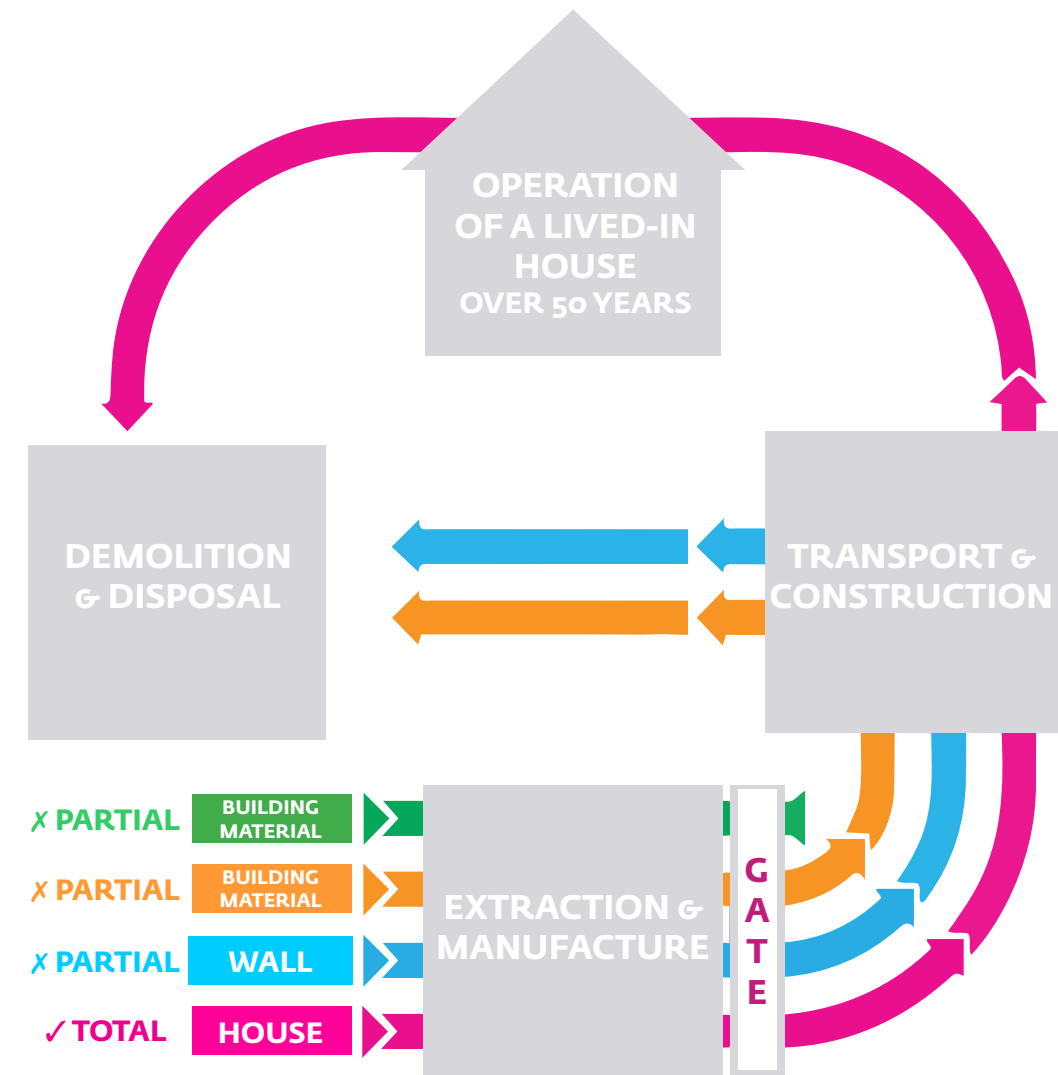 OPERATION
OF A LIVED-IN
HOUSE
OVER 50 YEARS
DEMOLITION
& DISPOSAL
TRANSPORT &
CONSTRUCTION
✗ PARTIAL
BUILDING
MATERIAL
✗ PARTIAL
BUILDING
MATERIAL
✗ PARTIAL
WALL
✓ TOTAL
HOUSE
EXTRACTION &
MANUFACTURE
G
A
T
E